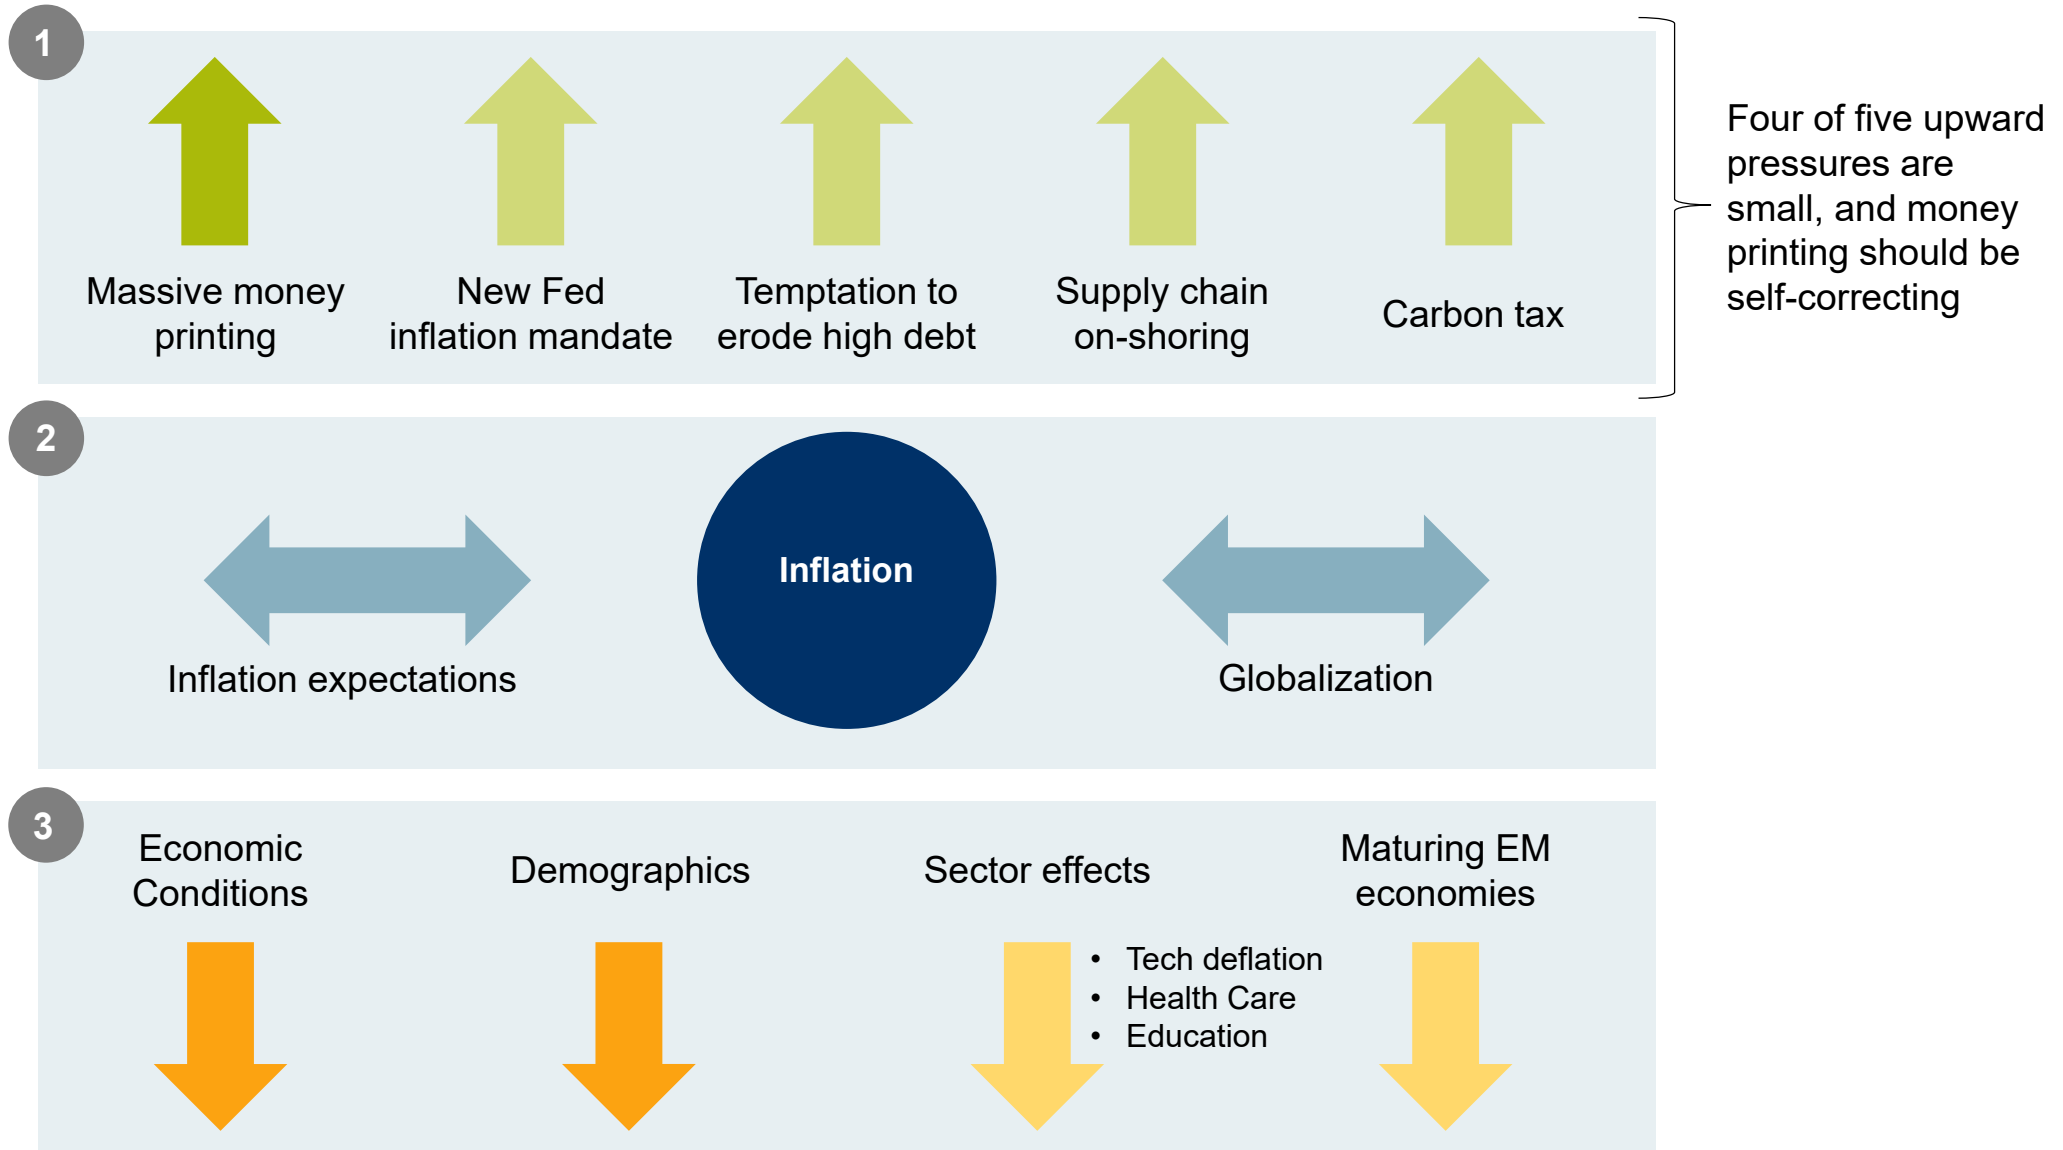 1
Massive money
printing
New Fed
inflation mandate
Temptation to
erode high debt
Supply chain
on-shoring
Carbon tax
Four of five upward
pressures are
small, and money
printing should be
self-correcting
2
Inflation expectations
Inflation
Globalization
3
Economic
Conditions
Demographics
Sector effects
• Tech deflation
• Health Care
• Education
Maturing EM
economies